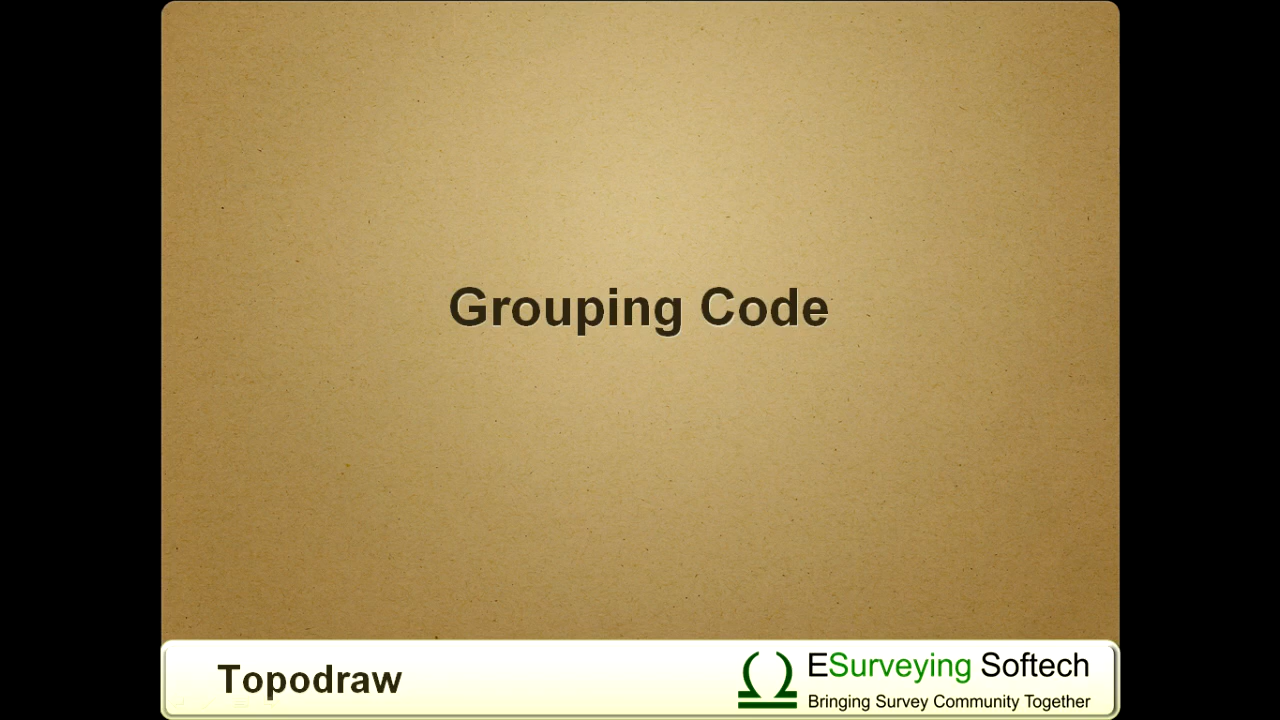 Grouping Code
Topodraw
ESurveying Softech
Bringing Survey Community Together